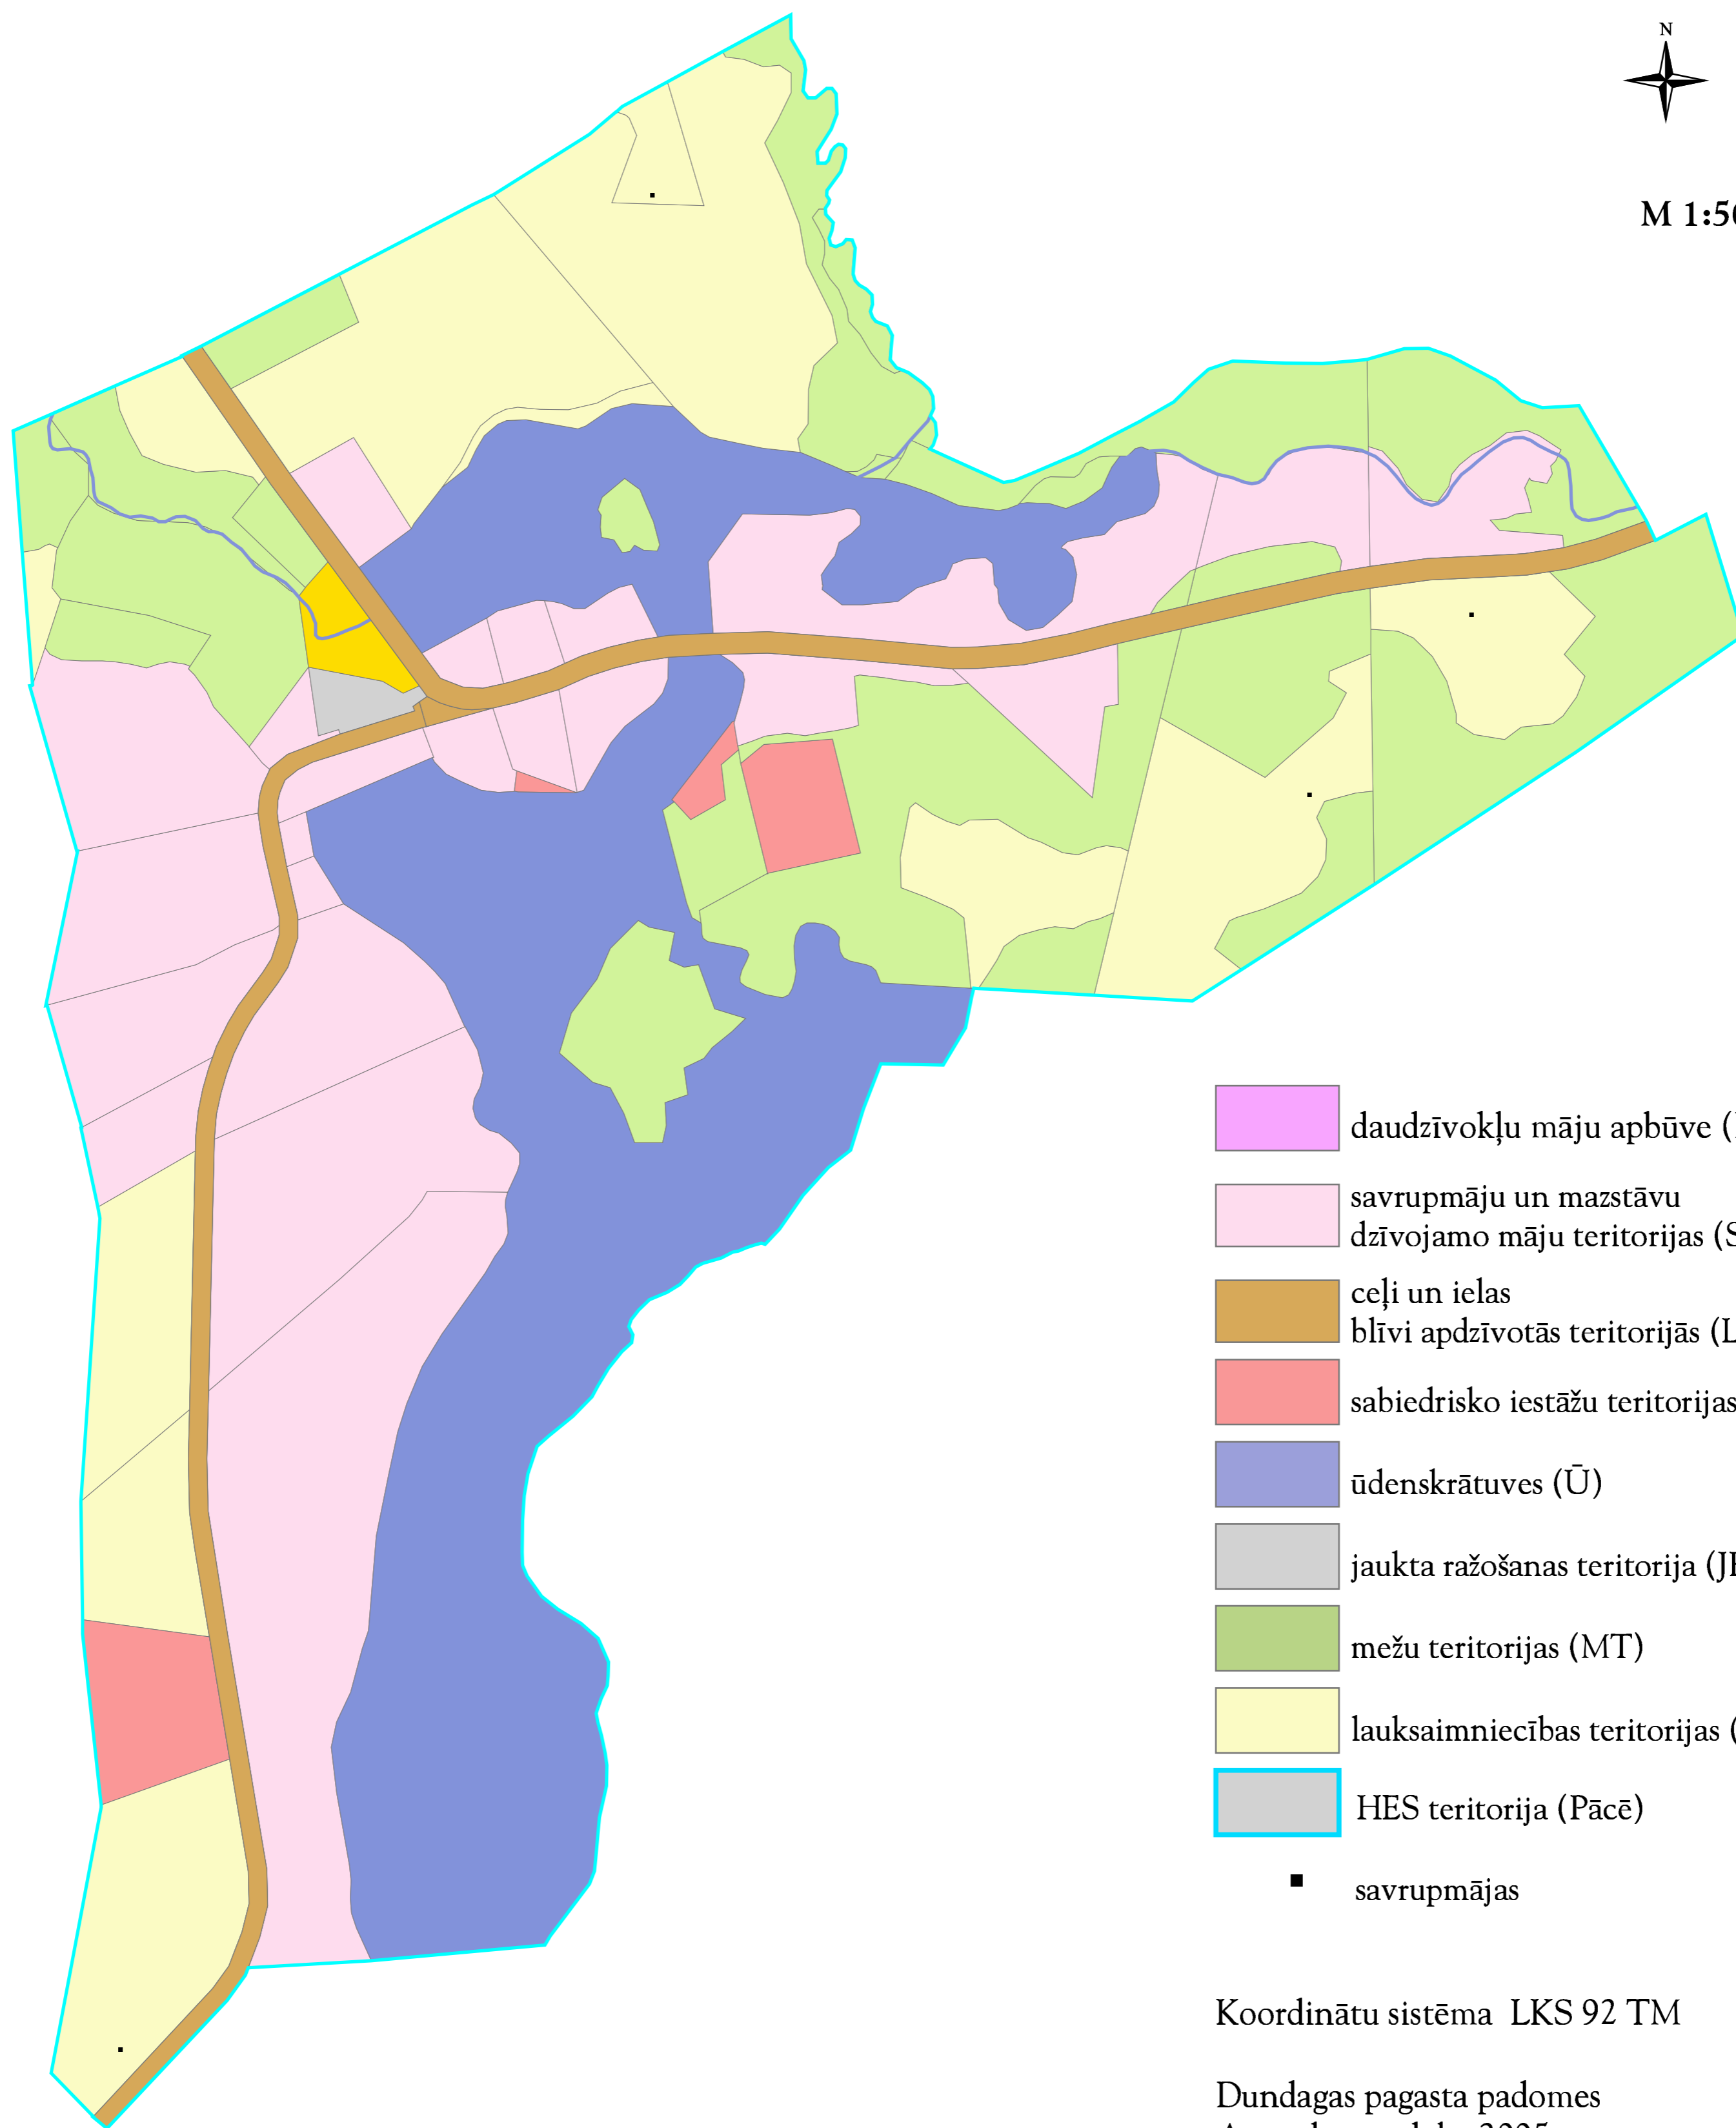 N
M 1:5
daudzīvokļu māju apbūve (
savrupmāju un mazstāvu
dzīvojamo māju teritorijas (S
ceļi un ielas
blīvi apdzīvotās teritorijās (L
sabiedrisko iestāžu teritorijas
ūdenskrātuves (Ū)
jaukta ražošanas teritorija (J
mežu teritorijas (MT)
lauksaimniecības teritorijas (
HES teritorija (Pācē)
savrupmājas
Koordinātu sistēma LKS 92 TM
Dundagas pagasta padomes